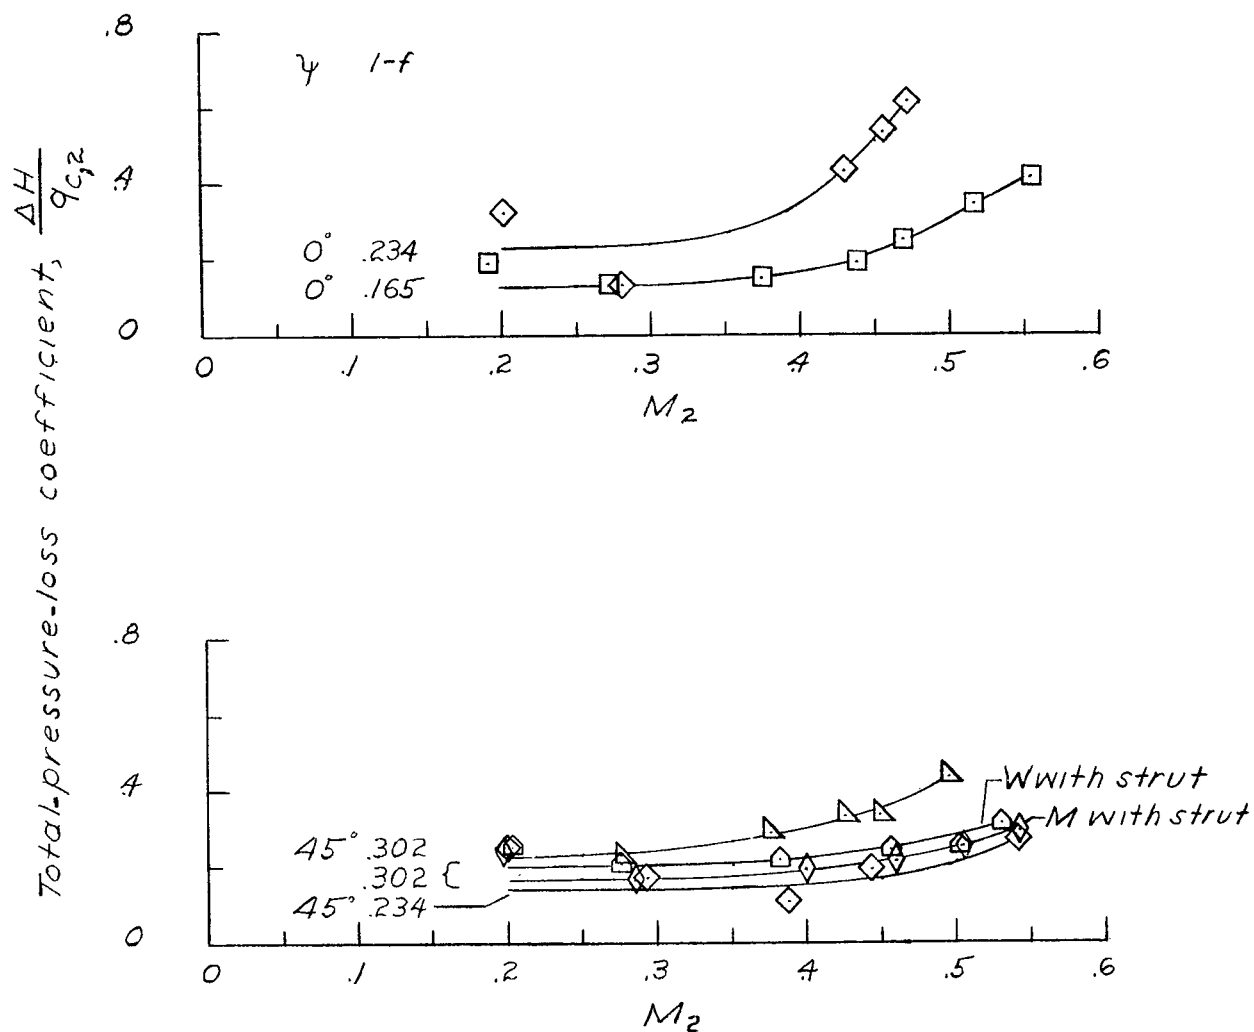 Total-pressure-loss coefficient, ΔH/qc,2
.8
.4
0
ψ 1-f
0° .234
0° .165
0 .1 .2 .3 .4 .5 .6
M2
.8
.4
0
W with strut
M with strut
45° .302
.302 {
45° .234
0 .1 .2 .3 .4 .5 .6
M2